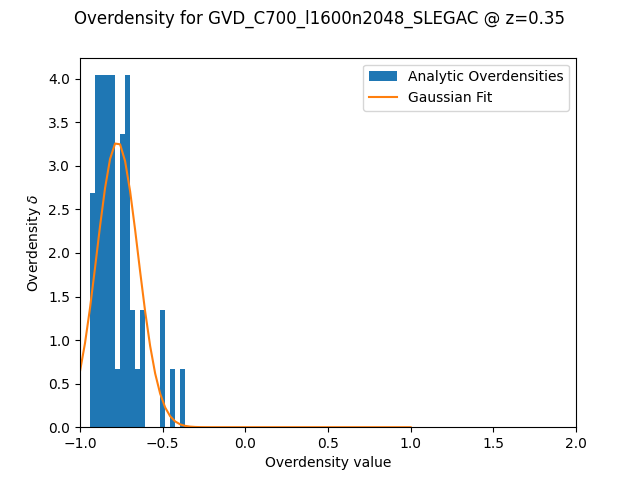 Overdensity for GVD_C700_l1600n2048_SLEGAC @ z=0.35
Analytic Overdensities
Gaussian Fit
Overdensity δ
4.0
3.5
3.0
2.5
2.0
1.5
1.0
0.5
0.0
−1.0 −0.5 0.0 0.5 1.0 1.5 2.0
Overdensity value